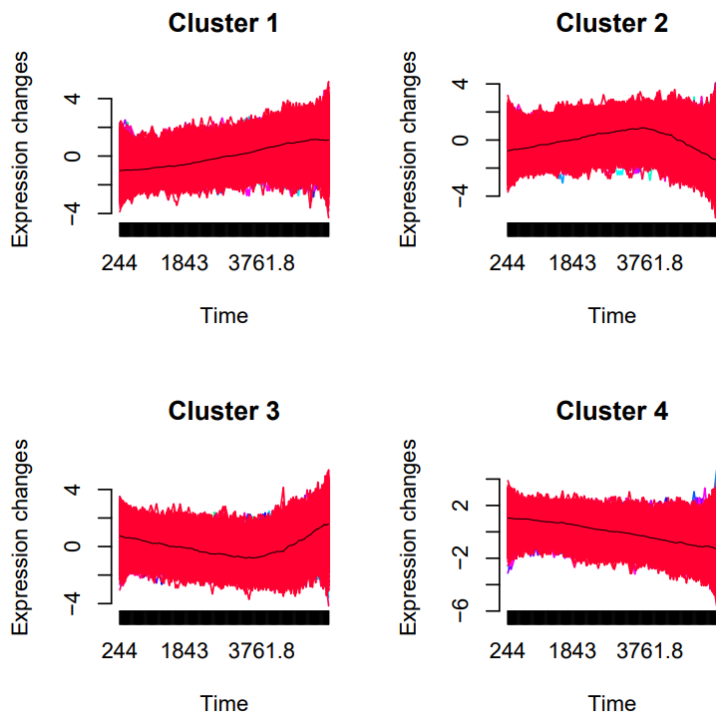 Cluster 1
Expression changes
4
0
−4
244 1843 3761.8
Time
Cluster 2
Expression changes
4
0
−4
244 1843 3761.8
Time
Cluster 3
Expression changes
4
0
−4
244 1843 3761.8
Time
Cluster 4
Expression changes
2
−2
−6
244 1843 3761.8
Time